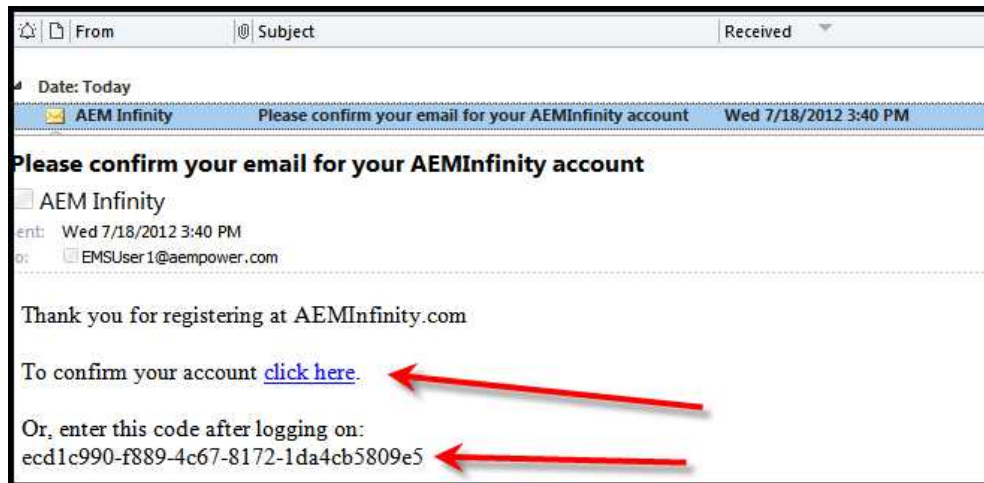 From Subject Received
Date: Today
AEM Infinity Please confirm your email for your AEMInfinity account Wed 7/18/2012 3:40 PM
Please confirm your email for your AEMInfinity account
AEM Infinity
ent: Wed 7/18/2012 3:40 PM
o: EMSUser1@aempower.com
Thank you for registering at AEMInfinity.com
To confirm your account click here.
Or, enter this code after logging on:
ecd1c990-f889-4c67-8172-1da4cb5809e5